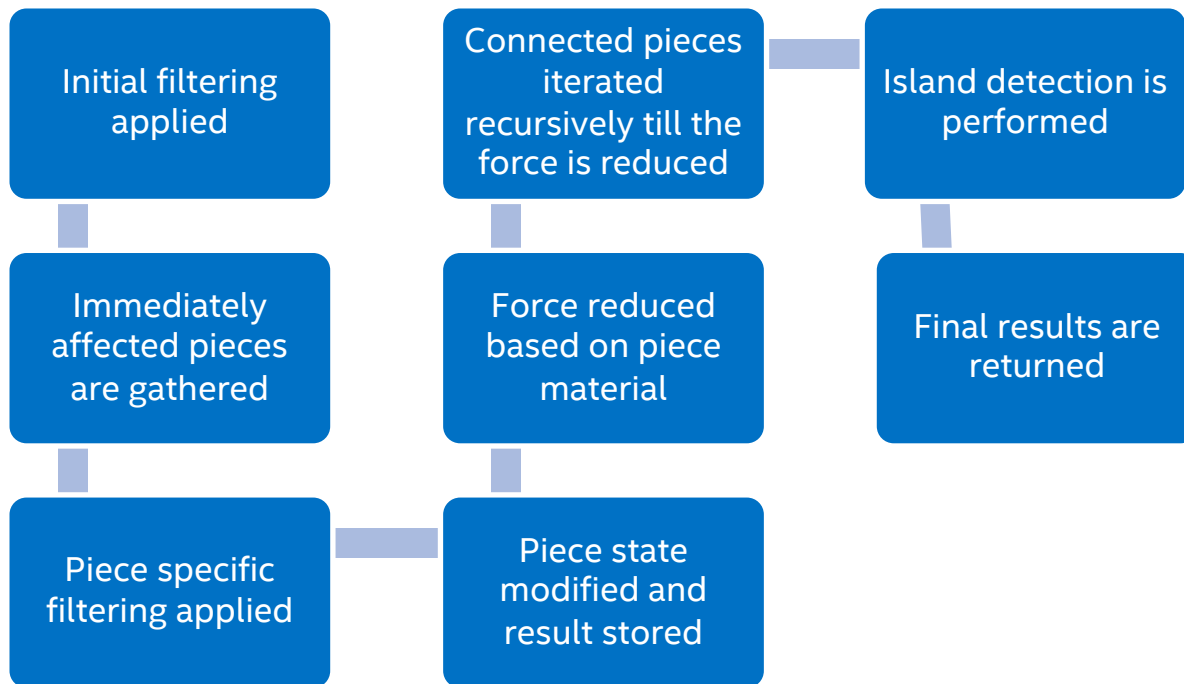 Initial filtering
applied
Immediately
affected pieces
are gathered
Piece specific
filtering applied
Piece state
modified and
result stored
Force reduced
based on piece
material
Connected pieces
iterated
recursively till the
force is reduced
Island detection is
performed
Final results are
returned